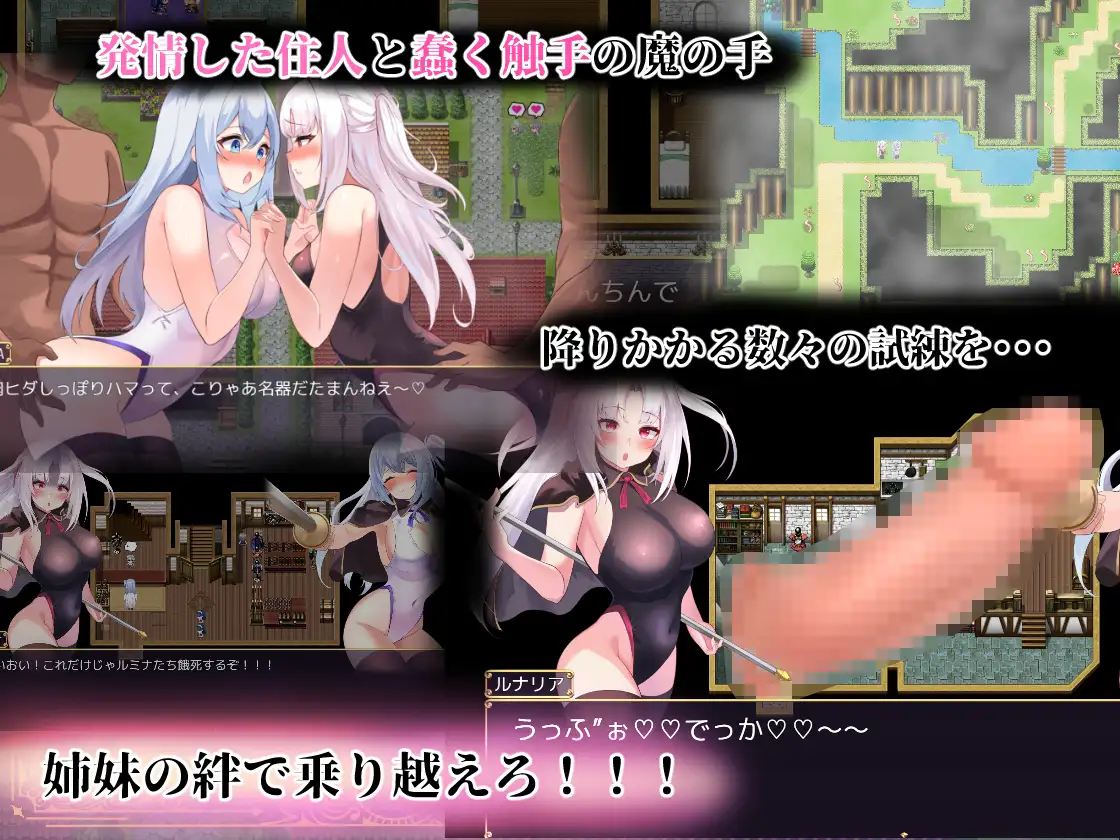 発情した住人と蠢く触手の魔の手
んちんで
降りかかる数々の試練を・・・
ヒダしっぽりハマって、こりゃあ名器だたまんねえ～♡
おい！これだけじゃルミナたち餓死するぞ！！！
ルナリア
うっふ″ぉ♡♡でっか♡♡～～
姉妹の絆で乗り越えろ！！！